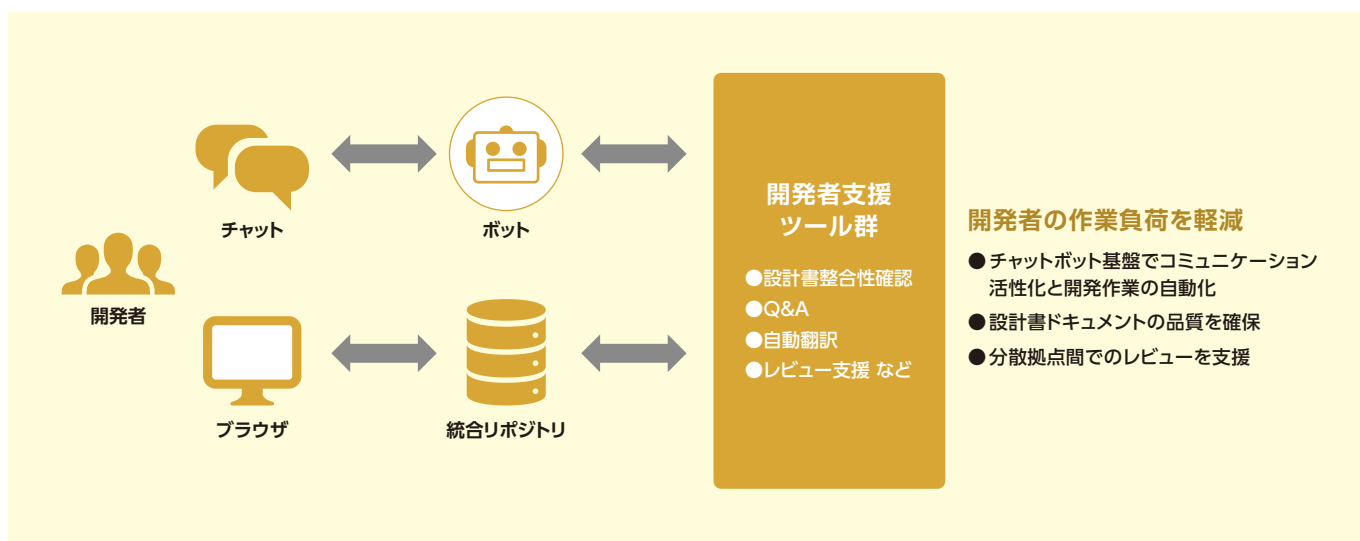 チャット
ボット
開発者
ブラウザ
統合リポジトリ
開発者支援
ツール群
●設計書整合性確認
●Q&A
●自動翻訳
●レビュー支援 など
開発者の作業負荷を軽減
●チャットボット基盤でコミュニケーション
活性化と開発作業の自動化
●設計書ドキュメントの品質を確保
●分散拠点間でのレビューを支援